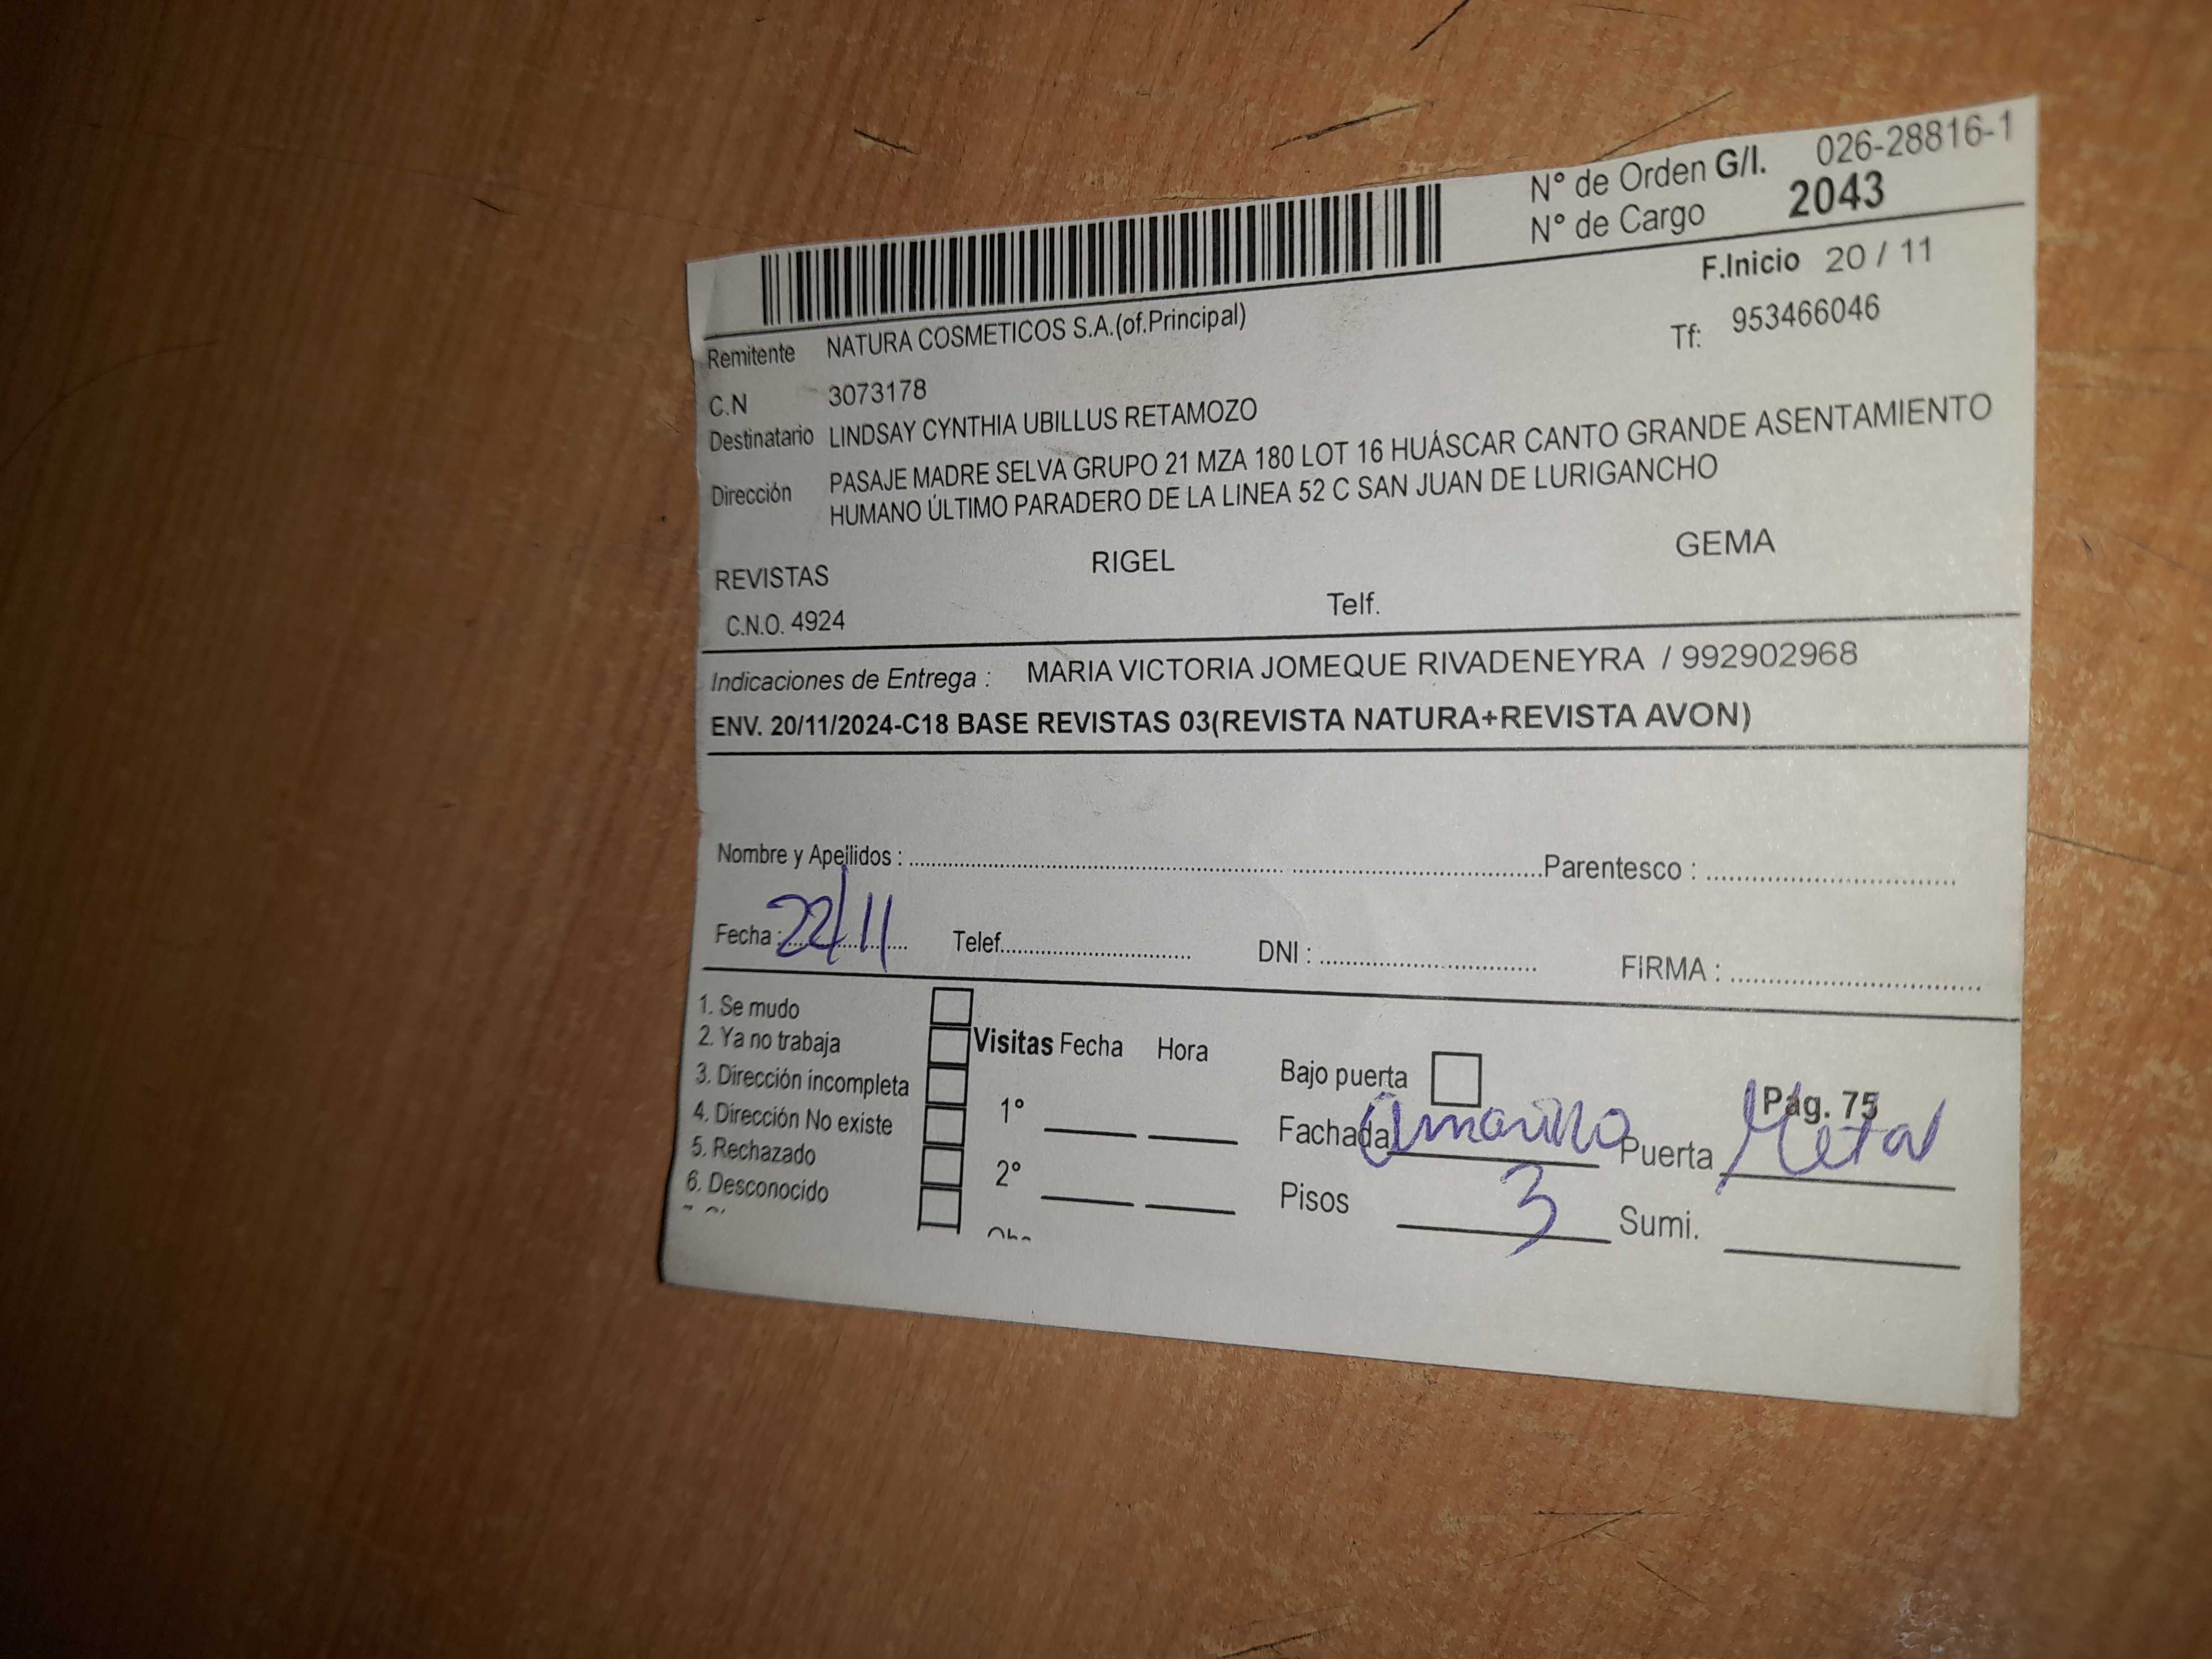 N° de Orden G/I. 026-28816-1
N° de Cargo 2043
F.Inicio 20 / 11
Remitente NATURA COSMETICOS S.A.(of.Principal)
Tf: 953466046
C.N 3073178
Destinatario LINDSAY CYNTHIA UBILLUS RETAMOZO
Dirección PASAJE MADRE SELVA GRUPO 21 MZA 180 LOT 16 HUÁSCAR CANTO GRANDE ASENTAMIENTO
HUMANO ÚLTIMO PARADERO DE LA LINEA 52 C SAN JUAN DE LURIGANCHO
REVISTAS RIGEL GEMA
C.N.O. 4924 Telf.
Indicaciones de Entrega : MARIA VICTORIA JOMEQUE RIVADENEYRA / 992902968
ENV. 20/11/2024-C18 BASE REVISTAS 03(REVISTA NATURA+REVISTA AVON)
Nombre y Apellidos : Parentesco :
Fecha : 22/11 Telef. DNI : FIRMA :
1. Se mudo
2. Ya no trabaja Visitas Fecha Hora
3. Dirección incompleta Bajo puerta Pág. 75
4. Dirección No existe 1° Fachada Amarillo Puerta Metal
5. Rechazado
6. Desconocido 2° Pisos 3 Sumi.